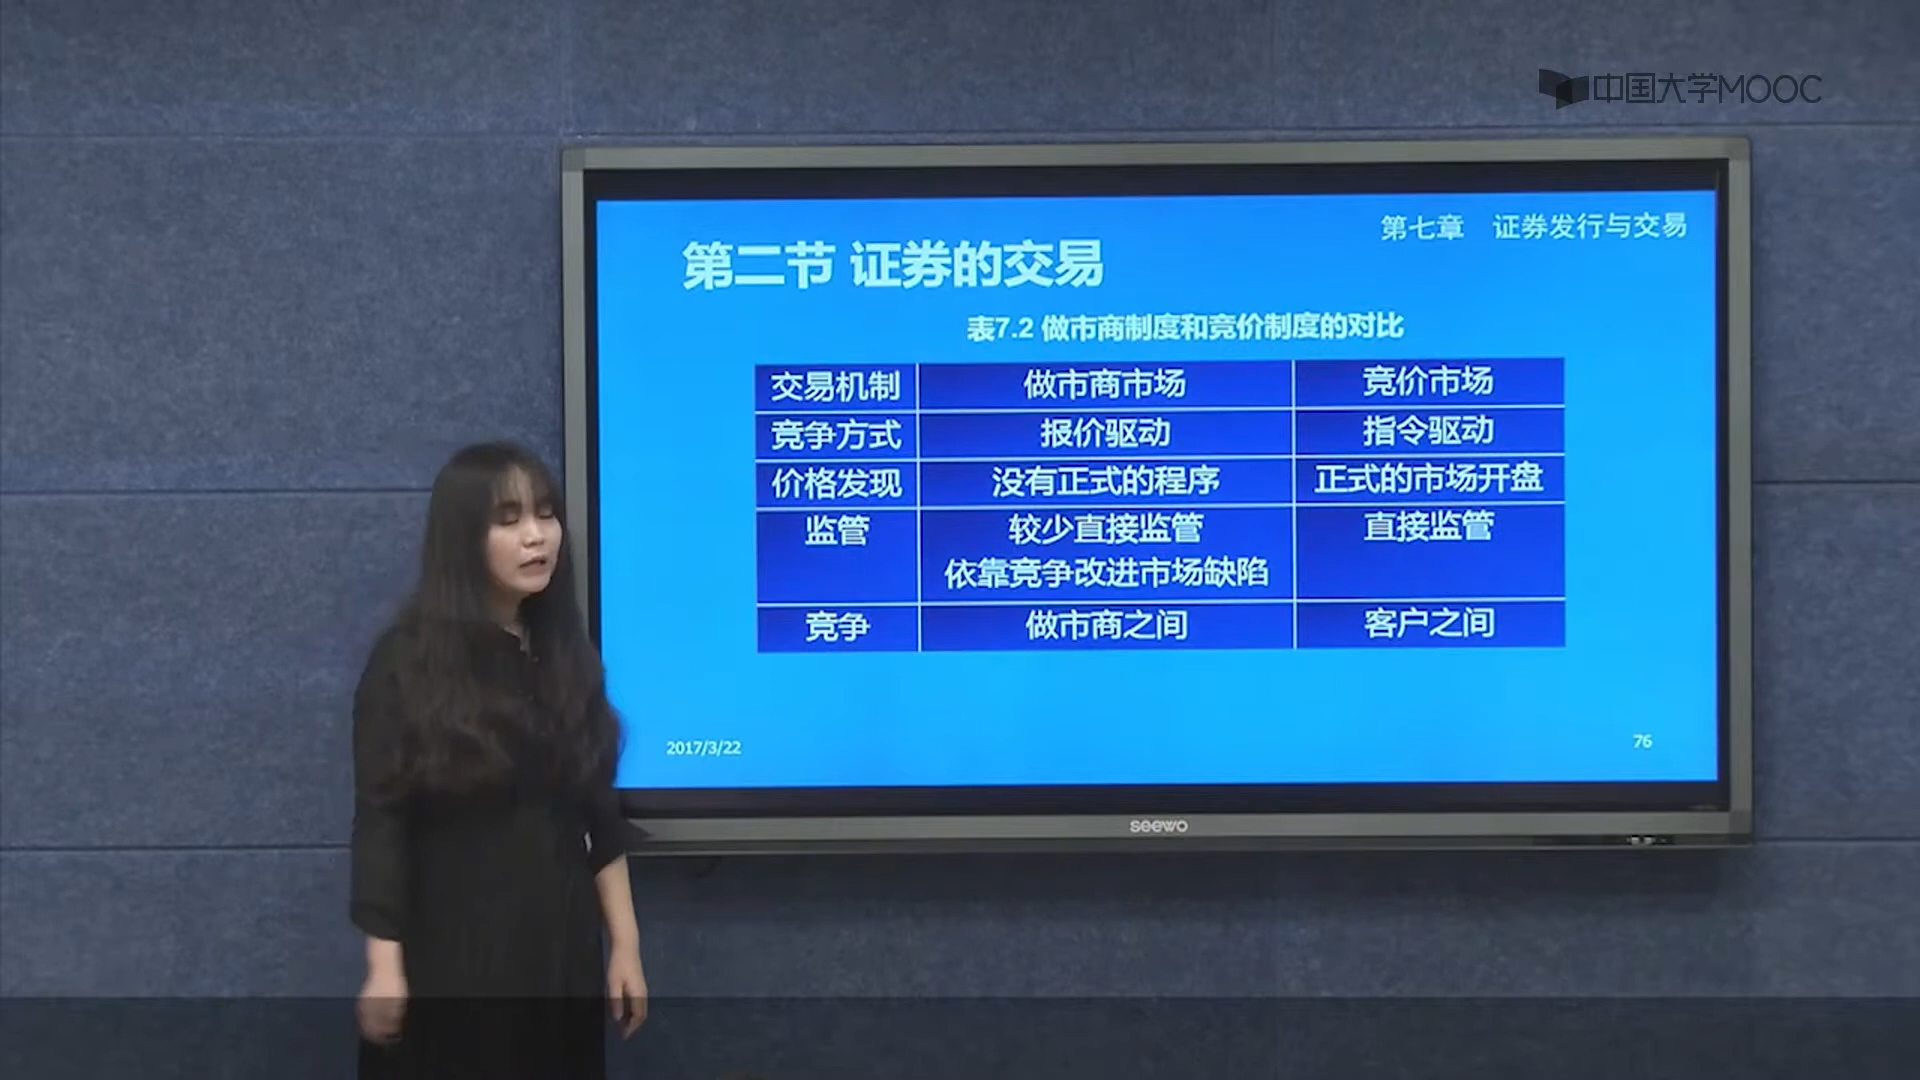 中国大学MOOC
第七章 证券发行与交易
第二节 证券的交易
表7.2 做市商制度和竞价制度的对比
交易机制 做市商市场 竞价市场
竞争方式 报价驱动 指令驱动
价格发现 没有正式的程序 正式的市场开盘
监管 较少直接监管 直接监管
依靠竞争改进市场缺陷
竞争 做市商之间 客户之间
2017/3/22
76
seewo